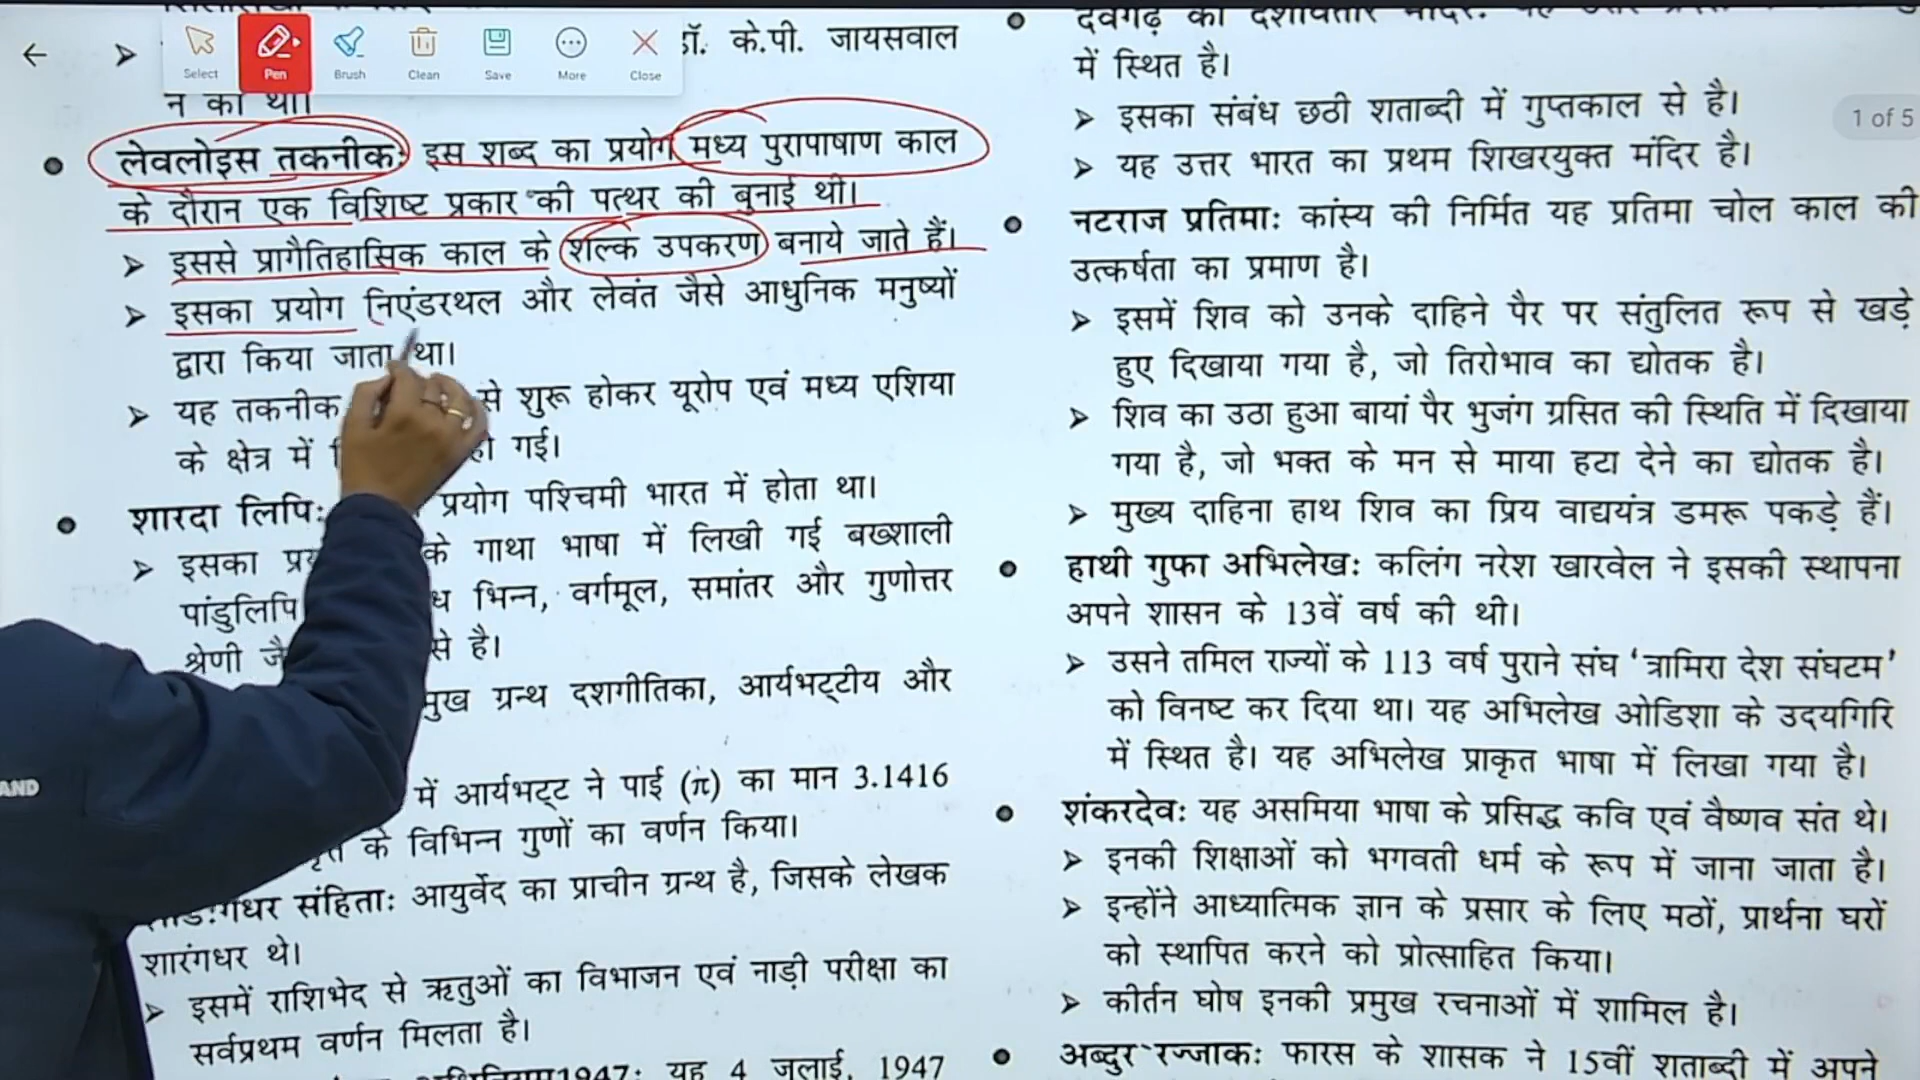 Select
Pen
Brush
Clean
Save
More
Close
1 of 5
डॉ. के.पी. जायसवाल
न की थी।
लेवलोइस तकनीक: इस शब्द का प्रयोग मध्य पुरापाषाण काल
के दौरान एक विशिष्ट प्रकार की पत्थर की बुनाई थी।
इससे प्रागैतिहासिक काल के शल्क उपकरण बनाये जाते हैं।
इसका प्रयोग निएंडरथल और लेवंत जैसे आधुनिक मनुष्यों
द्वारा किया जाता था।
यह तकनीक से शुरू होकर यूरोप एवं मध्य एशिया
के क्षेत्र में हो गई।
शारदा लिपि: प्रयोग पश्चिमी भारत में होता था।
इसका के गाथा भाषा में लिखी गई बख्शाली
पांडुलिपि भिन्न, वर्गमूल, समांतर और गुणोत्तर
श्रेणी से है।
ग्रन्थ दशगीतिका, आर्यभट्टीय और
में आर्यभट्ट ने पाई (π) का मान 3.1416
के विभिन्न गुणों का वर्णन किया।
संहिता: आयुर्वेद का प्राचीन ग्रन्थ है, जिसके लेखक
शारंगधर थे।
इसमें राशिभेद से ऋतुओं का विभाजन एवं नाड़ी परीक्षा का
सर्वप्रथम वर्णन मिलता है।
1947: यह 4 जुलाई, 1947
देवगढ़ का दशावतार मंदिर: यह
में स्थित है।
इसका संबंध छठी शताब्दी में गुप्तकाल से है।
यह उत्तर भारत का प्रथम शिखरयुक्त मंदिर है।
नटराज प्रतिमा: कांस्य की निर्मित यह प्रतिमा चोल काल की
उत्कर्षता का प्रमाण है।
इसमें शिव को उनके दाहिने पैर पर संतुलित रूप से खड़े
हुए दिखाया गया है, जो तिरोभाव का द्योतक है।
शिव का उठा हुआ बायां पैर भुजंग ग्रसित की स्थिति में दिखाया
गया है, जो भक्त के मन से माया हटा देने का द्योतक है।
मुख्य दाहिना हाथ शिव का प्रिय वाद्ययंत्र डमरू पकड़े हैं।
हाथी गुफा अभिलेख: कलिंग नरेश खारवेल ने इसकी स्थापना
अपने शासन के 13वें वर्ष की थी।
उसने तमिल राज्यों के 113 वर्ष पुराने संघ ‘त्रामिरा देश संघटम’
को विनष्ट कर दिया था। यह अभिलेख ओडिशा के उदयगिरि
में स्थित है। यह अभिलेख प्राकृत भाषा में लिखा गया है।
शंकरदेव: यह असमिया भाषा के प्रसिद्ध कवि एवं वैष्णव संत थे।
इनकी शिक्षाओं को भगवती धर्म के रूप में जाना जाता है।
इन्होंने आध्यात्मिक ज्ञान के प्रसार के लिए मठों, प्रार्थना घरों
को स्थापित करने को प्रोत्साहित किया।
कीर्तन घोष इनकी प्रमुख रचनाओं में शामिल है।
अब्दुर रज्जाक: फारस के शासक ने 15वीं शताब्दी में अपने
AND